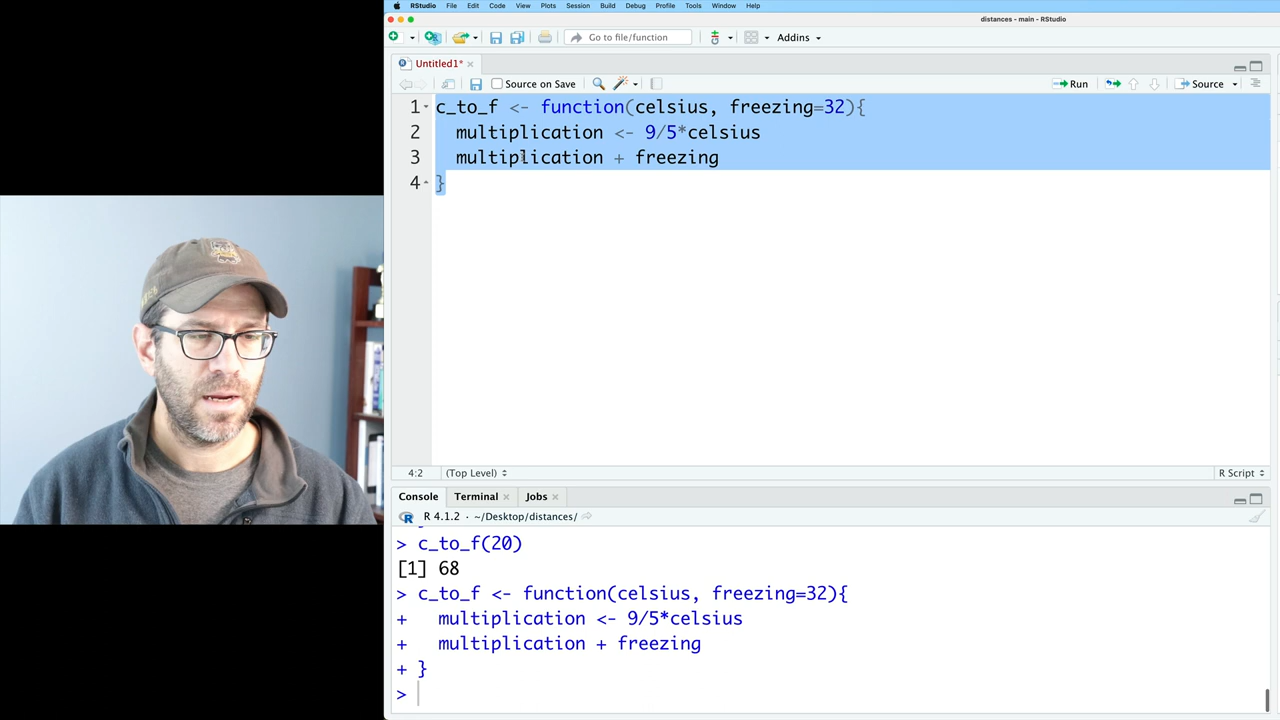 RStudio File Edit Code View Plots Session Build Debug Profile Tools Window Help
distances - main - RStudio
Go to file/function Addins
Untitled1*
Source on Save Run Source
1 c_to_f <- function(celsius, freezing=32){
2 multiplication <- 9/5*celsius
3 multiplication + freezing
4 }
4:2 (Top Level) R Script
Console Terminal Jobs
R 4.1.2 · ~/Desktop/distances/
> c_to_f(20)
[1] 68
> c_to_f <- function(celsius, freezing=32){
+ multiplication <- 9/5*celsius
+ multiplication + freezing
+ }
>